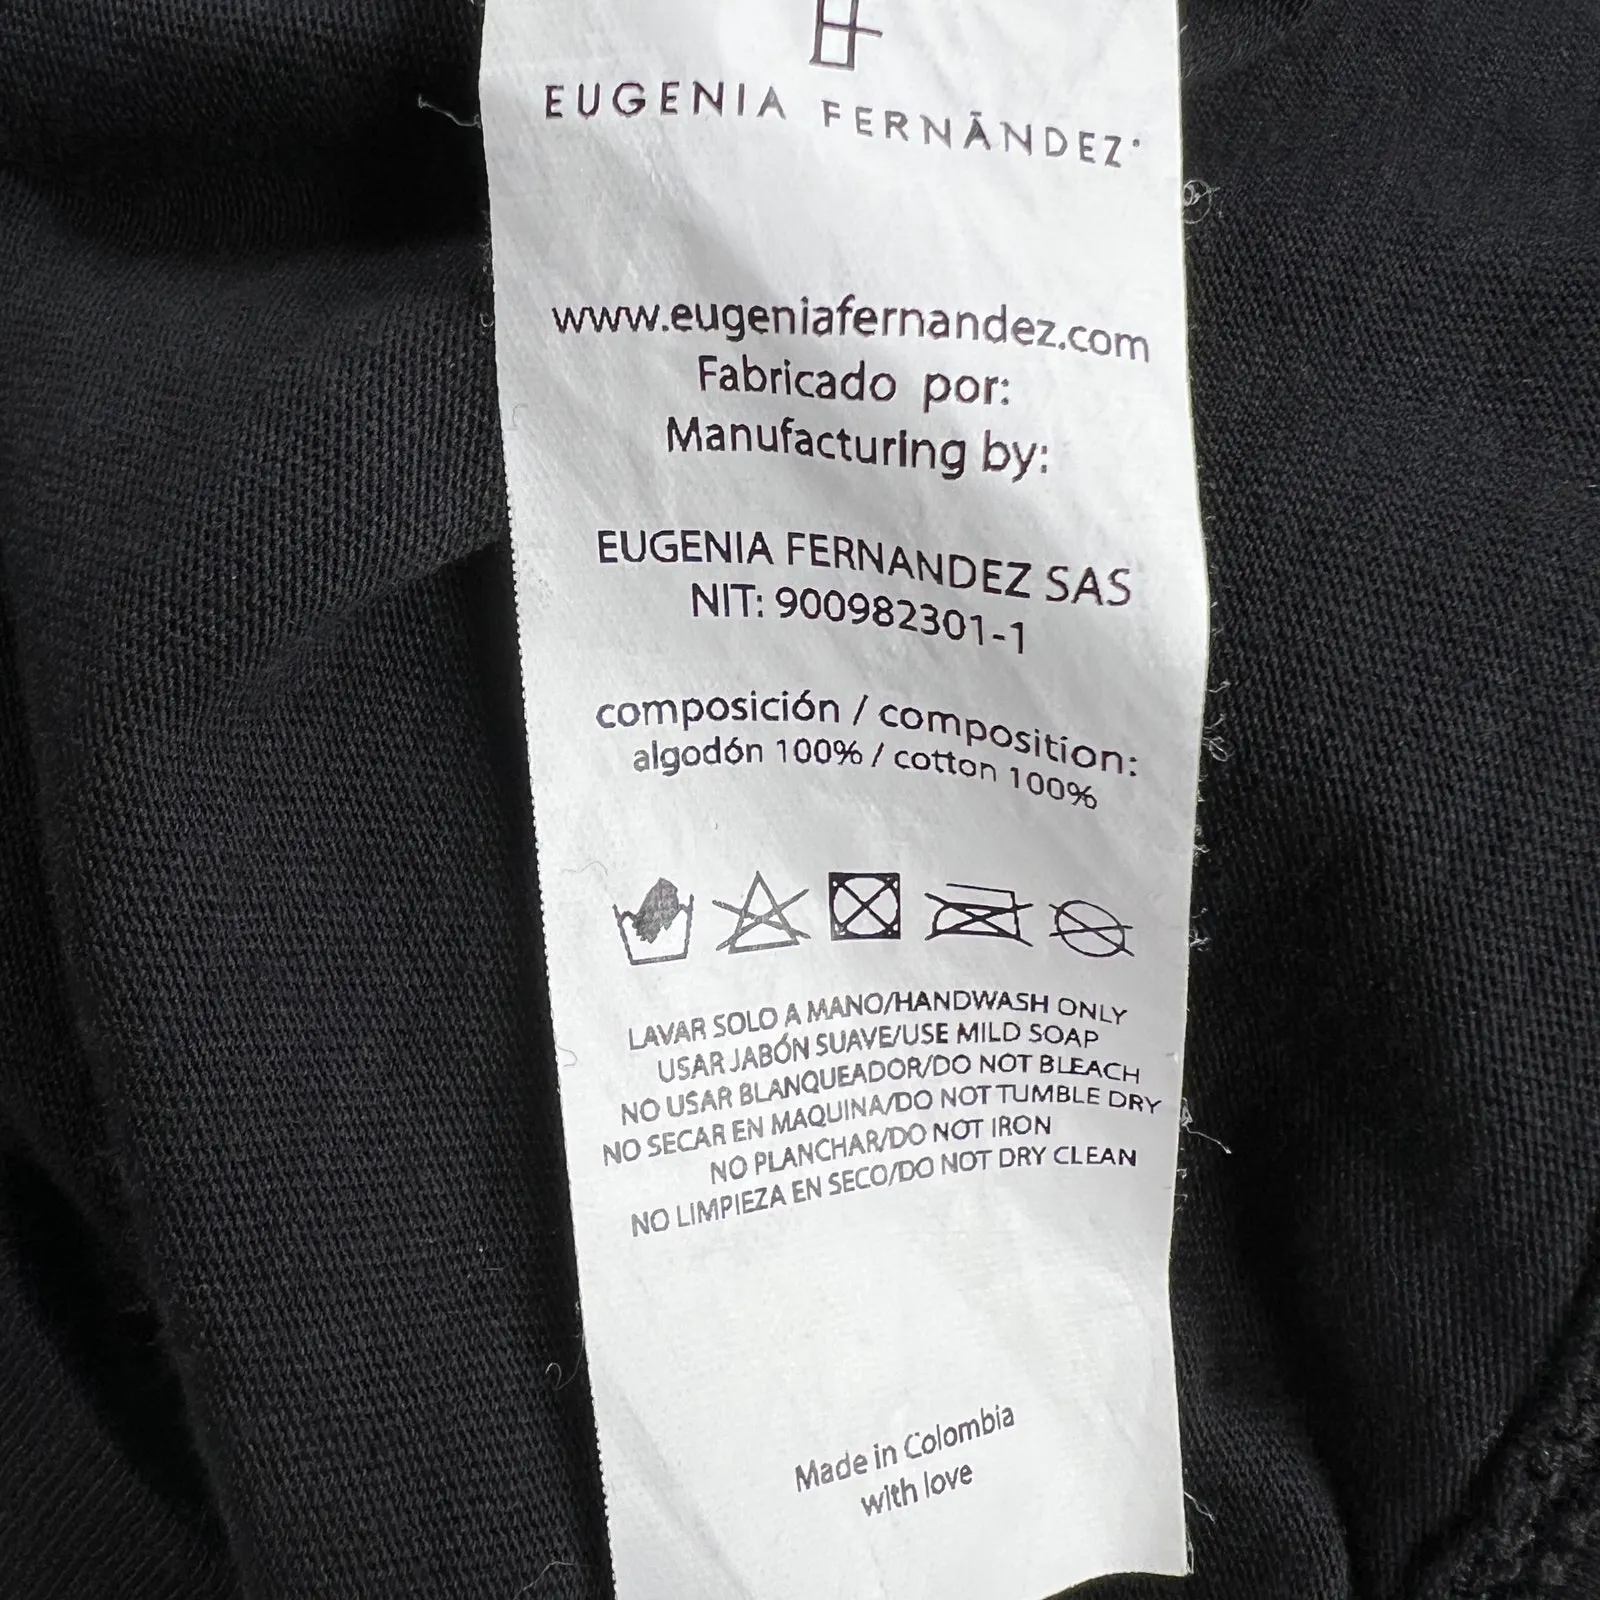 EUGENIA FERNÁNDEZ
www.eugeniafernandez.com
Fabricado por:
Manufacturing by:
EUGENIA FERNANDEZ SAS
NIT: 900982301-1
composición / composition:
algodón 100% / cotton 100%
LAVAR SOLO A MANO/HANDWASH ONLY
USAR JABÓN SUAVE/USE MILD SOAP
NO USAR BLANQUEADOR/DO NOT BLEACH
NO SECAR EN MAQUINA/DO NOT TUMBLE DRY
NO PLANCHAR/DO NOT IRON
NO LIMPIEZA EN SECO/DO NOT DRY CLEAN
Made in Colombia
with love